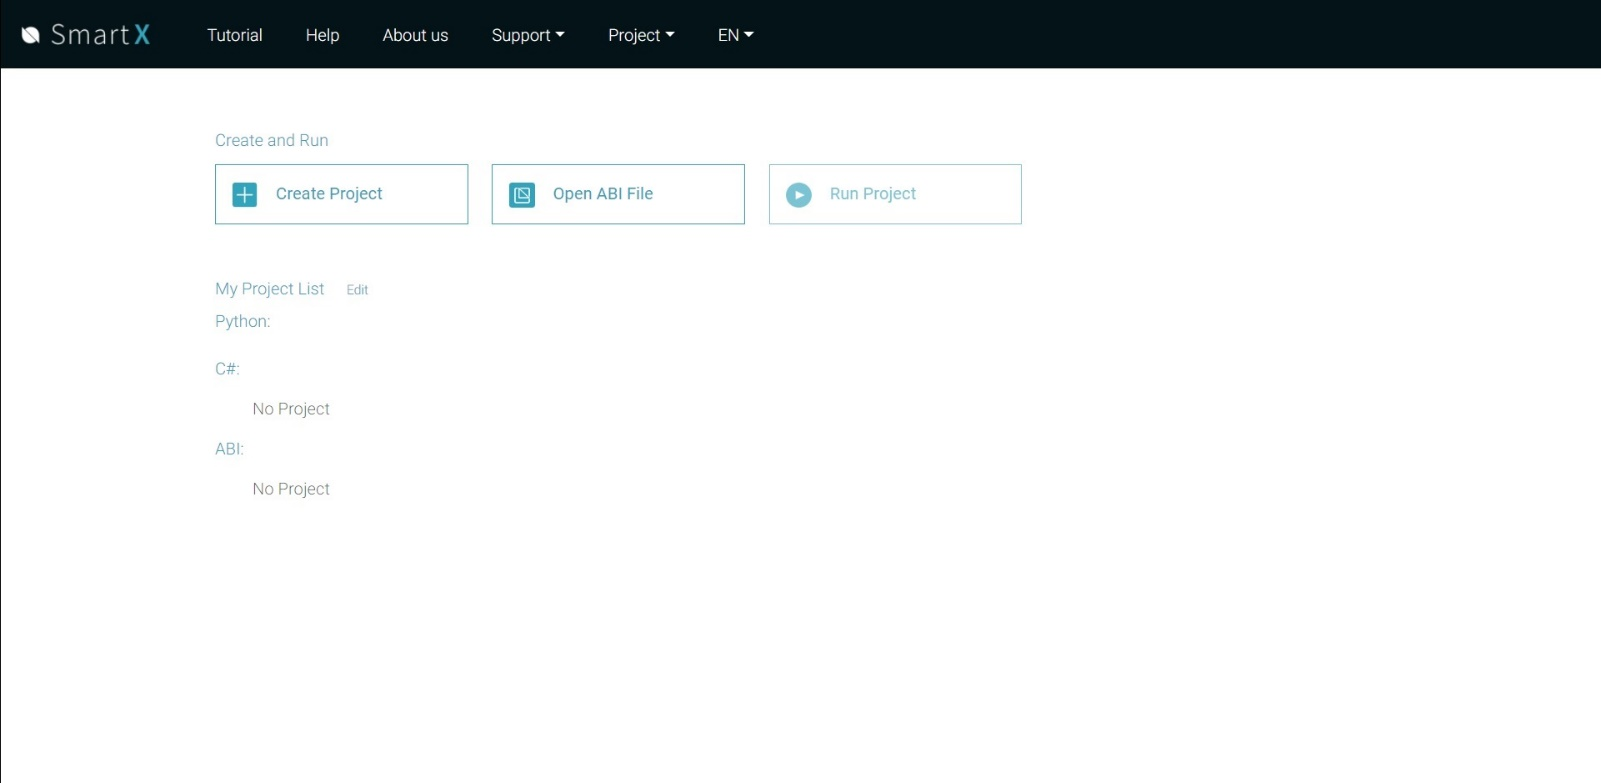 SmartX Tutorial Help About us Support Project EN
Create and Run
Create Project Open ABI File Run Project
My Project List Edit
Python:
C#:
No Project
ABI:
No Project